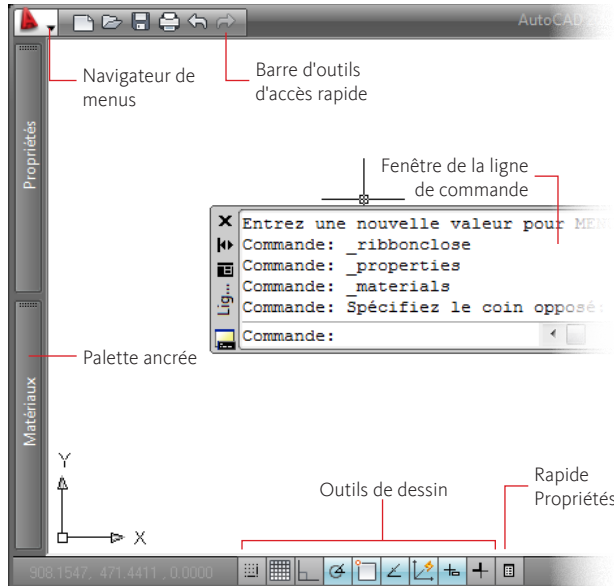 AutoCAD
Navigateur de
menus
Barre d'outils
d'accès rapide
Propriétés
Fenêtre de la ligne
de commande
Entrez une nouvelle valeur pour MEN
Commande: _ribbonclose
Commande: _properties
Commande: _materials
Commande: Spécifiez le coin opposé:
Lig...
Commande:
Palette ancrée
Matériaux
Y
X
Outils de dessin
Rapide
Propriétés
908.1547, 471.4411 , 0.0000